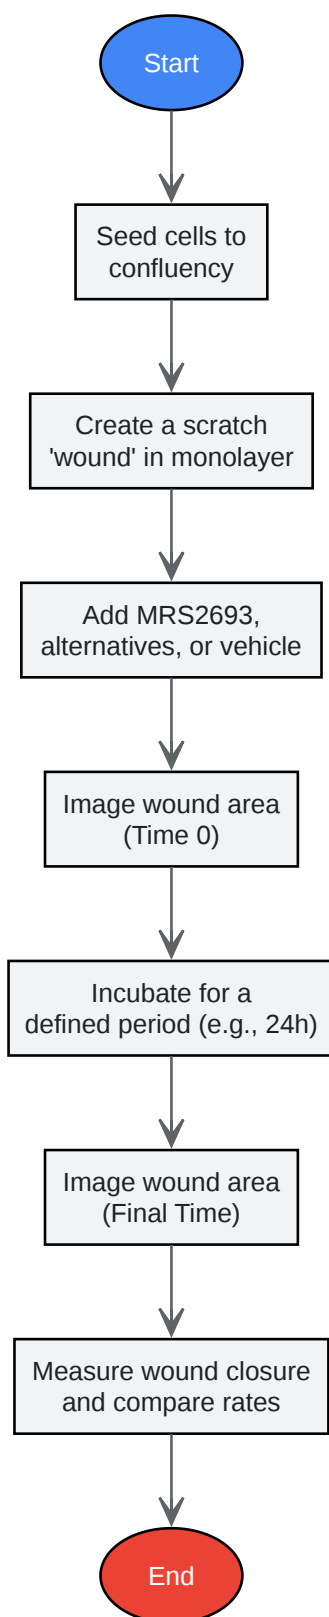 Start
Seed cells to
confluency
Create a scratch
'wound' in monolayer
Add MRS2693,
alternatives, or vehicle
Image wound area
(Time 0)
Incubate for a
defined period (e.g., 24h)
Image wound area
(Final Time)
Measure wound closure
and compare rates
End